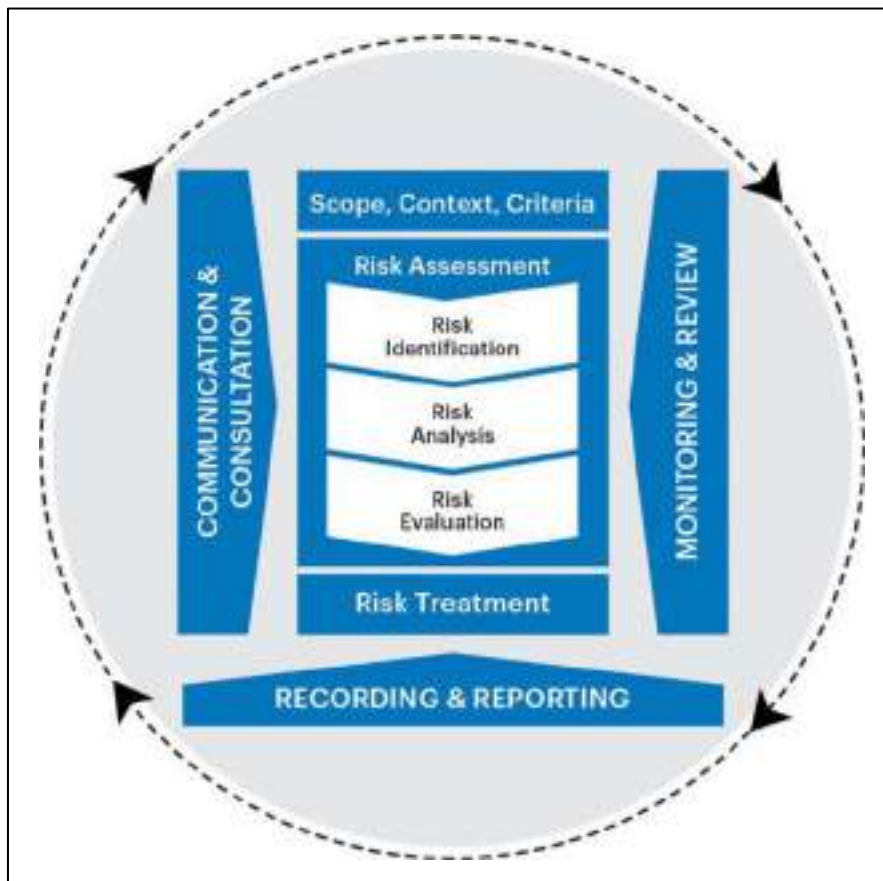 Scope, Context, Criteria
Risk Assessment
Risk
Identification
Risk
Analysis
Risk
Evaluation
Risk Treatment
COMMUNICATION &
CONSULTATION
MONITORING & REVIEW
RECORDING & REPORTING